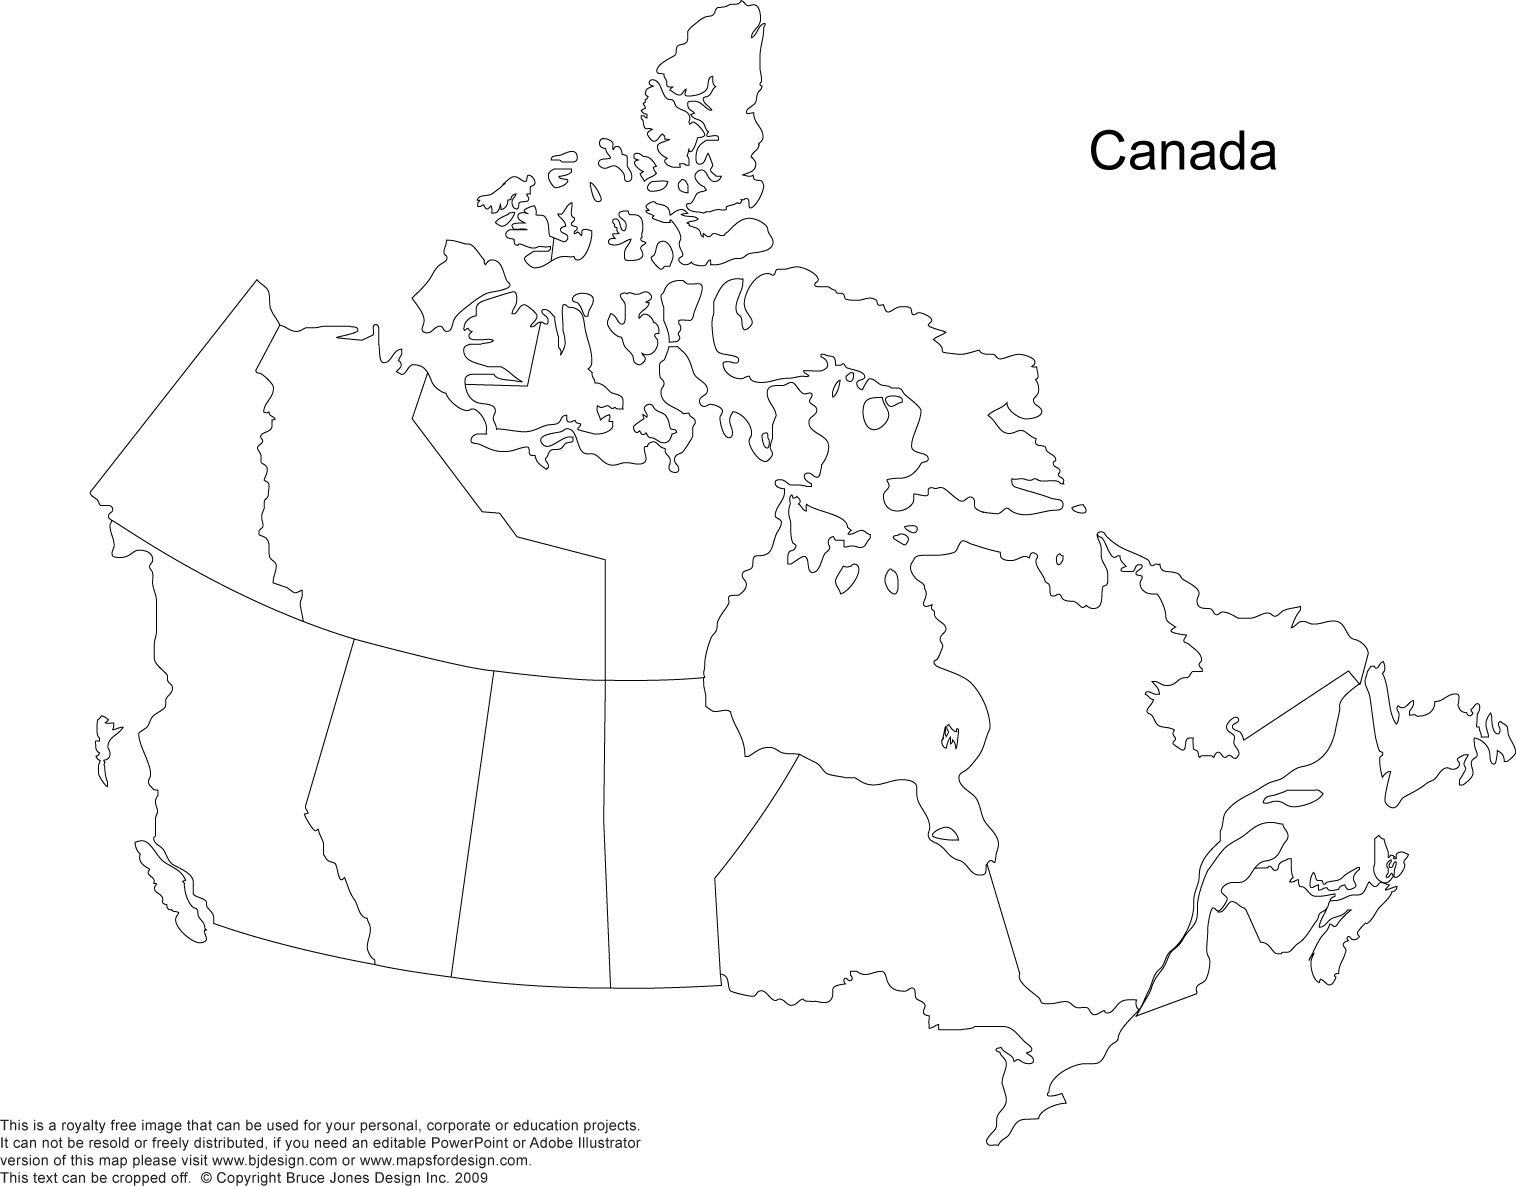 Canada
This is a royalty free image that can be used for your personal, corporate or education projects.
It can not be resold or freely distributed, if you need an editable PowerPoint or Adobe Illustrator
version of this map please visit www.bjdesign.com or www.mapsfordesign.com.
This text can be cropped off.  © Copyright Bruce Jones Design Inc. 2009